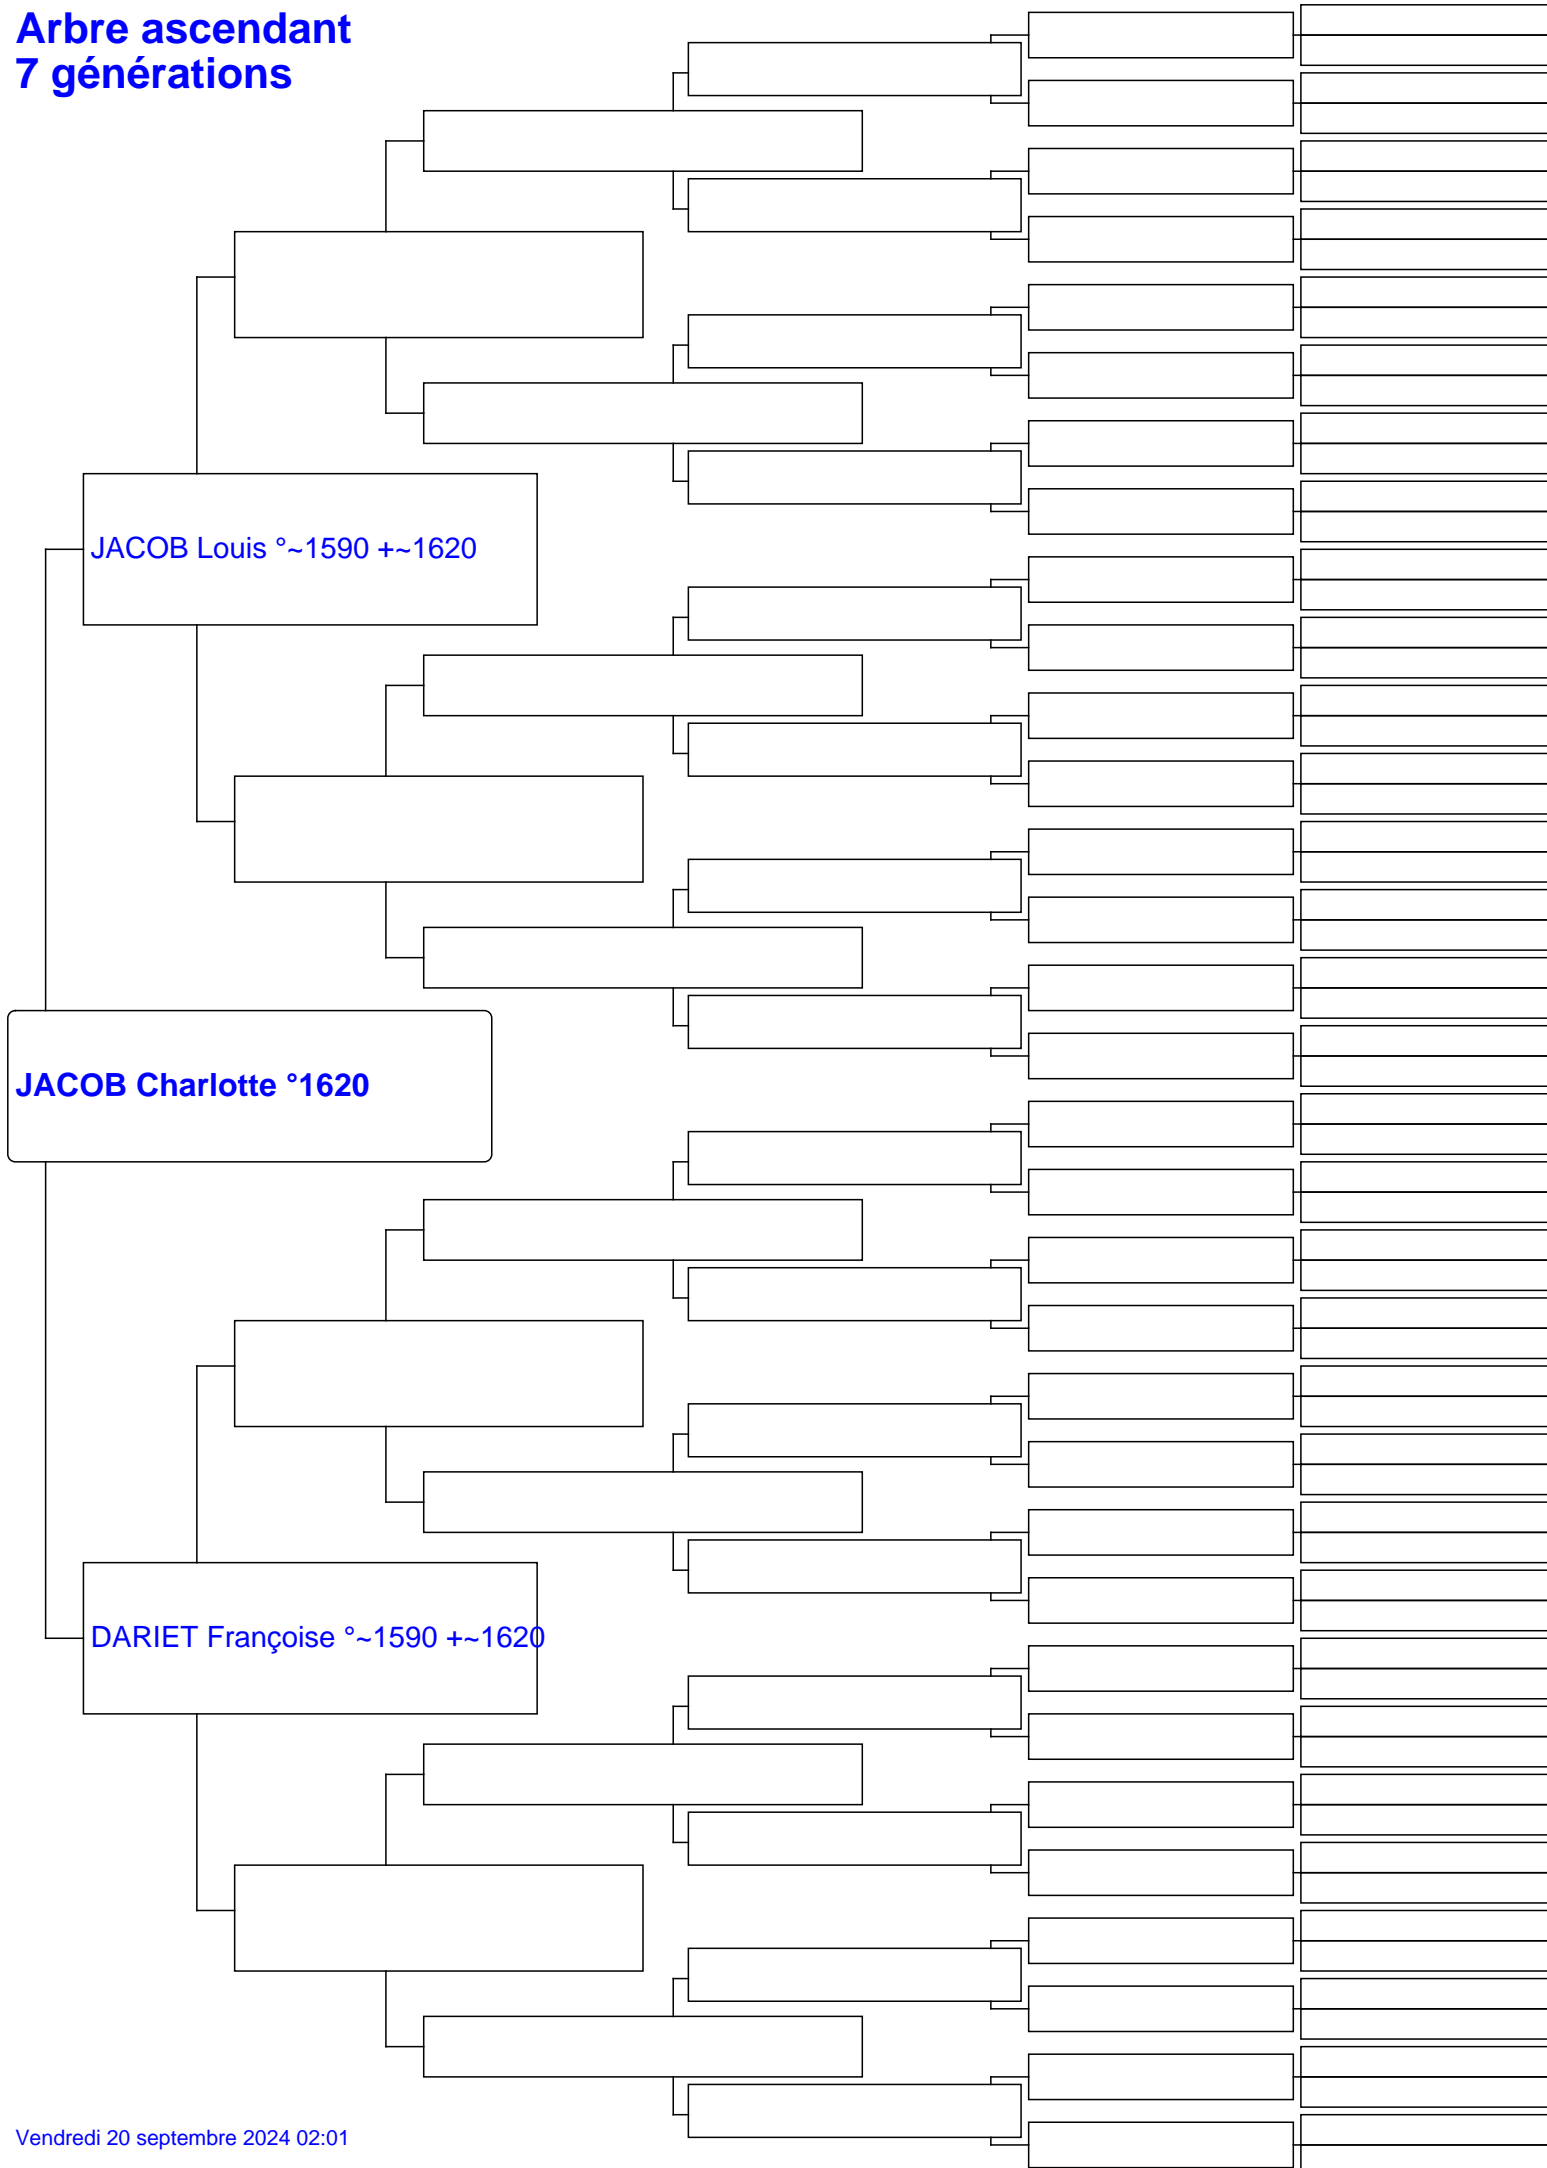 Arbre ascendant
7 générations
JACOB Louis °~1590 +~1620
JACOB Charlotte °1620
DARIET Françoise °~1590 +~1620
Vendredi 20 septembre 2024 02:01